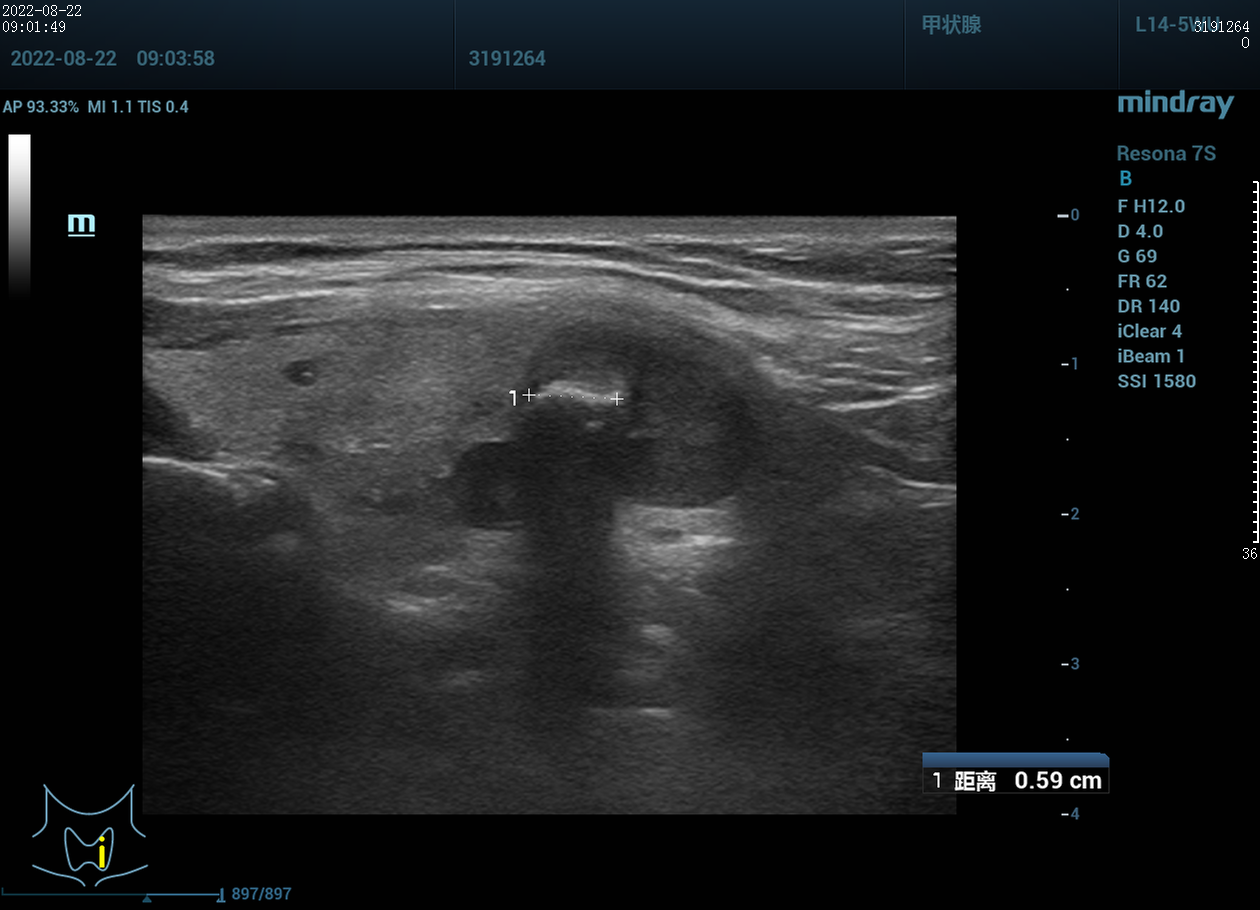 2022-08-22
09:01:49
2022-08-22 09:03:58
3191264
甲状腺
3191264
0
AP 93.33% MI 1.1 TIS 0.4
mindray
Resona 7S
B
F H12.0
D 4.0
G 69
FR 62
DR 140
iClear 4
iBeam 1
SSI 1580
m
0
1
1
2
3
4
36
1 距离 0.59 cm
i
897/897